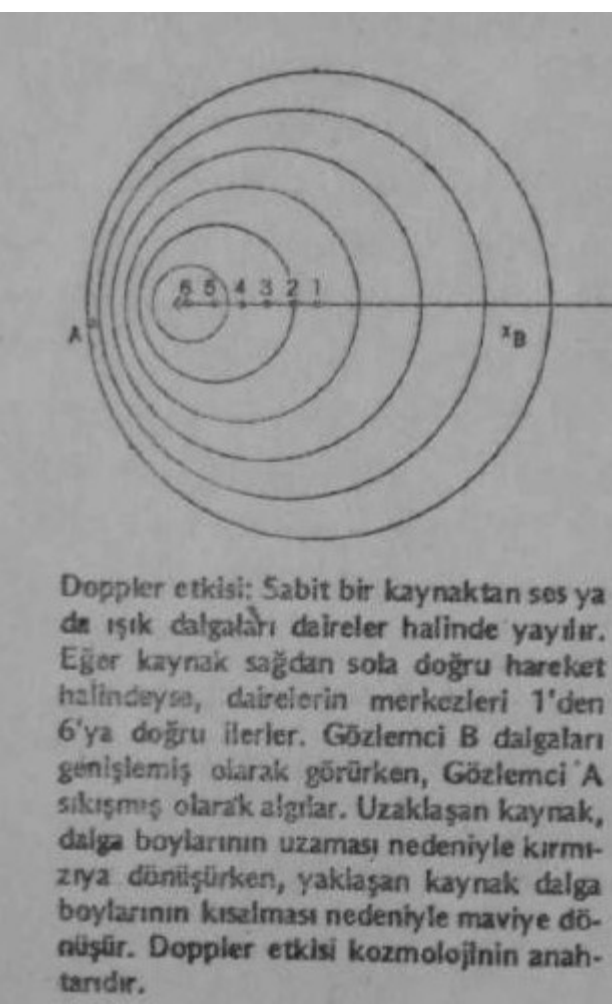 6 5 4 3 2 1
A
x B
Doppler etkisi: Sabit bir kaynaktan ses ya
da ışık dalgaları daireler halinde yayılır.
Eğer kaynak sağdan sola doğru hareket
halindeyse, dairelerin merkezleri 1'den
6'ya doğru ilerler. Gözlemci B dalgaları
genişlemiş olarak görürken, Gözlemci A
sıkışmış olarak algılar. Uzaklaşan kaynak,
dalga boylarının uzaması nedeniyle kırmı-
zıya dönüşürken, yaklaşan kaynak dalga
boylarının kısalması nedeniyle maviye dö-
nüşür. Doppler etkisi kozmolojinin anah-
tarıdır.